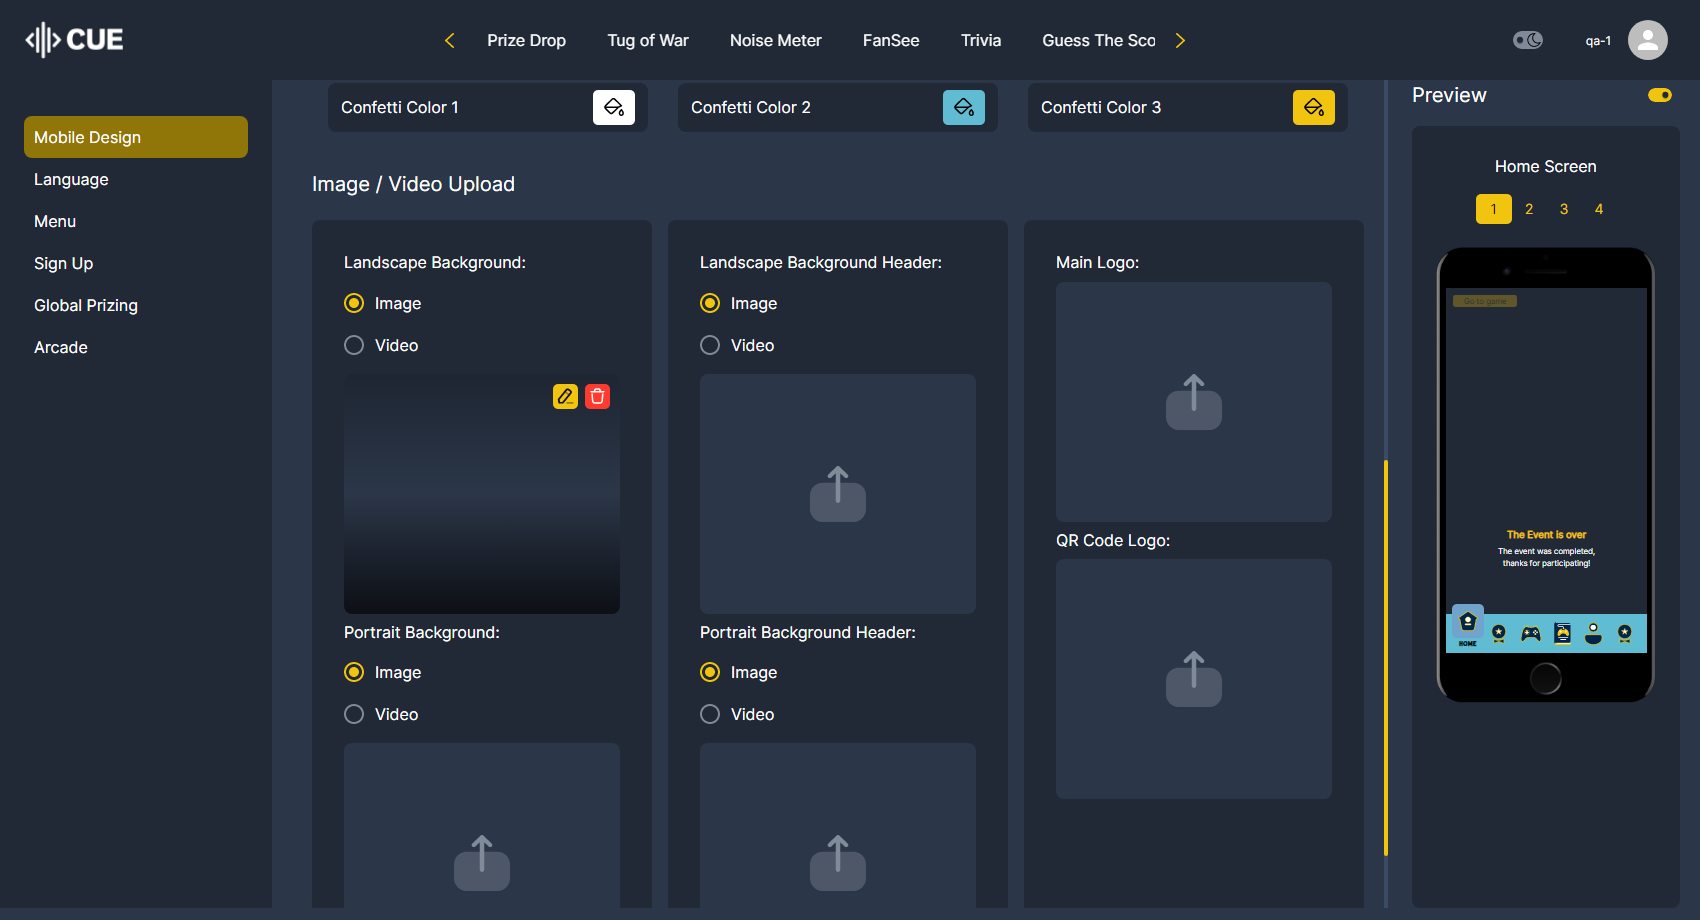 CUE
Prize Drop
Tug of War
Noise Meter
FanSee
Trivia
Guess The Sco
qa-1
Mobile Design
Language
Menu
Sign Up
Global Prizing
Arcade
Confetti Color 1
Confetti Color 2
Confetti Color 3
Image / Video Upload
Landscape Background:
Image
Video
Portrait Background:
Image
Video
Landscape Background Header:
Image
Video
Portrait Background Header:
Image
Video
Main Logo:
QR Code Logo:
Preview
Home Screen
1 2 3 4
Go to game
The Event is over
The event was completed,
thanks for participating!
HOME